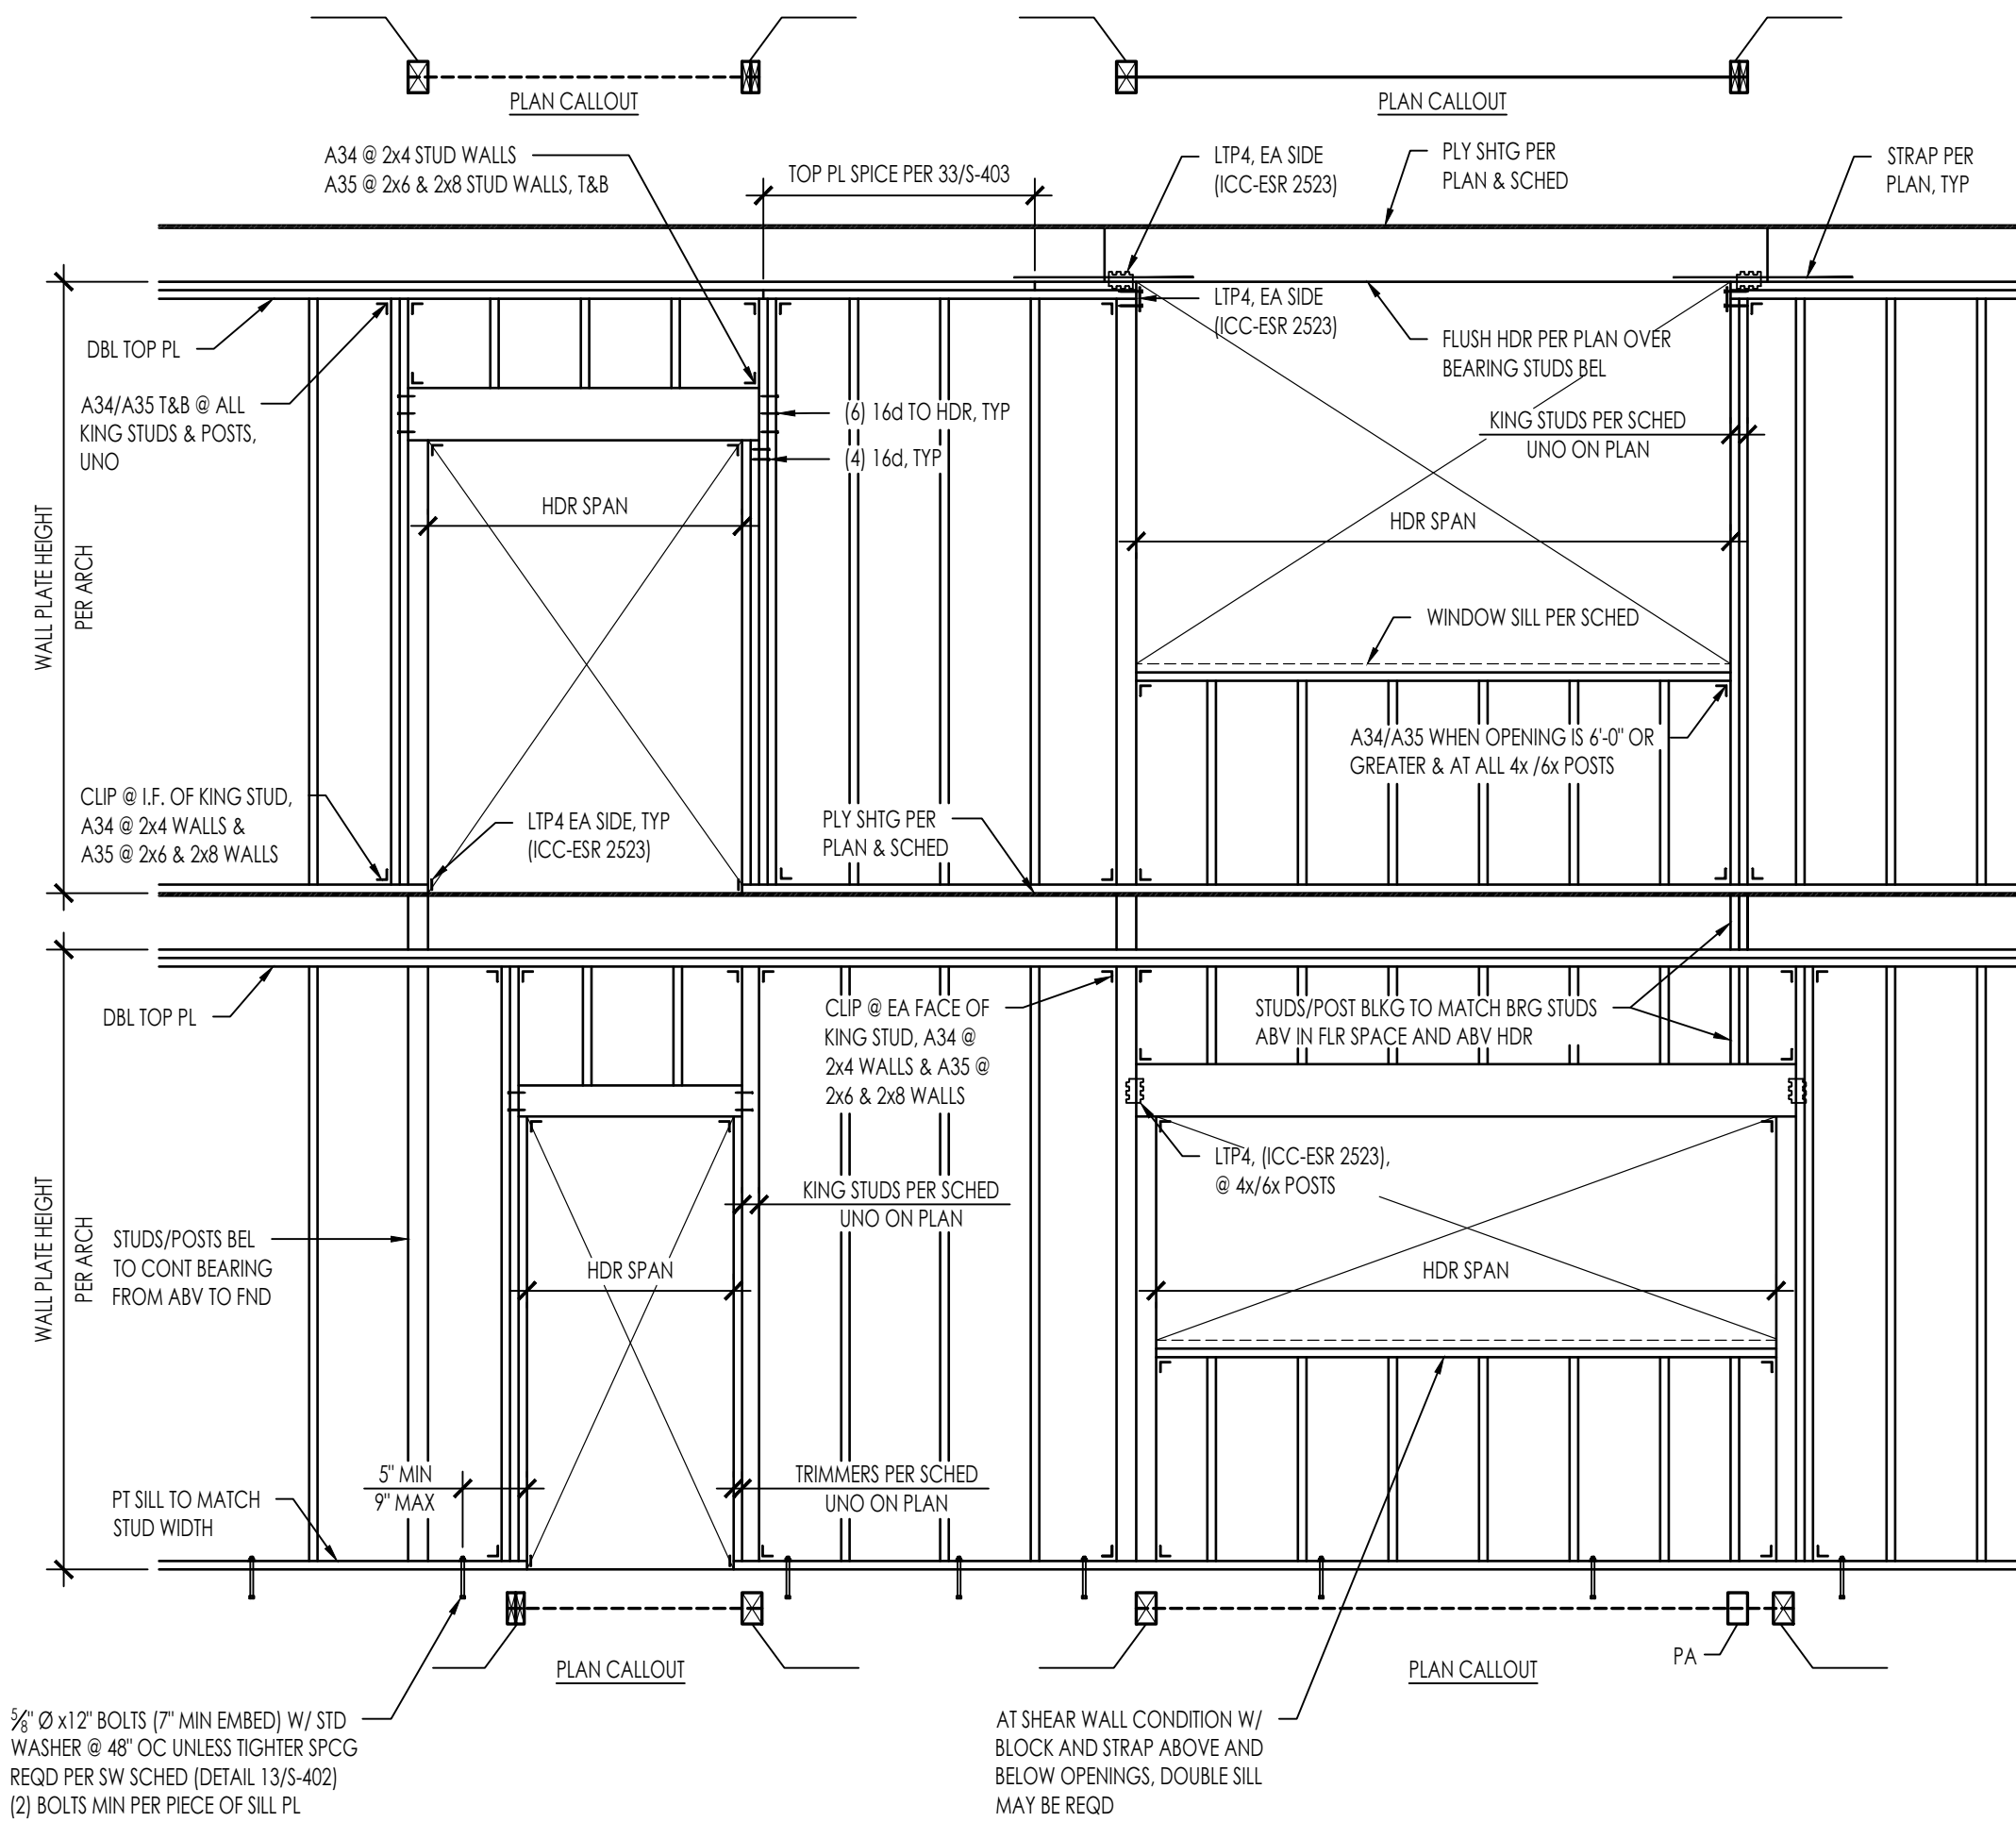 PLAN CALLOUT
PLAN CALLOUT
A34 @ 2x4 STUD WALLS
A35 @ 2x6 & 2x8 STUD WALLS, T&B
TOP PL SPICE PER 33/S-403
LTP4, EA SIDE
(ICC-ESR 2523)
PLY SHTG PER
PLAN & SCHED
STRAP PER
PLAN, TYP
DBL TOP PL
LTP4, EA SIDE
(ICC-ESR 2523)
FLUSH HDR PER PLAN OVER
BEARING STUDS BEL
A34/A35 T&B @ ALL
KING STUDS & POSTS,
UNO
(6) 16d TO HDR, TYP
(4) 16d, TYP
KING STUDS PER SCHED
UNO ON PLAN
HDR SPAN
HDR SPAN
WALL PLATE HEIGHT
PER ARCH
WINDOW SILL PER SCHED
A34/A35 WHEN OPENING IS 6'-0" OR
GREATER & AT ALL 4x /6x POSTS
CLIP @ I.F. OF KING STUD,
A34 @ 2x4 WALLS &
A35 @ 2x6 & 2x8 WALLS
LTP4 EA SIDE, TYP
(ICC-ESR 2523)
PLY SHTG PER
PLAN & SCHED
DBL TOP PL
CLIP @ EA FACE OF
KING STUD, A34 @
2x4 WALLS & A35 @
2x6 & 2x8 WALLS
STUDS/POST BLKG TO MATCH BRG STUDS
ABV IN FLR SPACE AND ABV HDR
LTP4, (ICC-ESR 2523),
@ 4x/6x POSTS
KING STUDS PER SCHED
UNO ON PLAN
WALL PLATE HEIGHT
PER ARCH
STUDS/POSTS BEL
TO CONT BEARING
FROM ABV TO FND
HDR SPAN
HDR SPAN
5" MIN
9" MAX
TRIMMERS PER SCHED
UNO ON PLAN
PT SILL TO MATCH
STUD WIDTH
PLAN CALLOUT
PLAN CALLOUT
PA
⅝" Ø x12" BOLTS (7" MIN EMBED) W/ STD
WASHER @ 48" OC UNLESS TIGHTER SPCG
REQD PER SW SCHED (DETAIL 13/S-402)
(2) BOLTS MIN PER PIECE OF SILL PL
AT SHEAR WALL CONDITION W/
BLOCK AND STRAP ABOVE AND
BELOW OPENINGS, DOUBLE SILL
MAY BE REQD